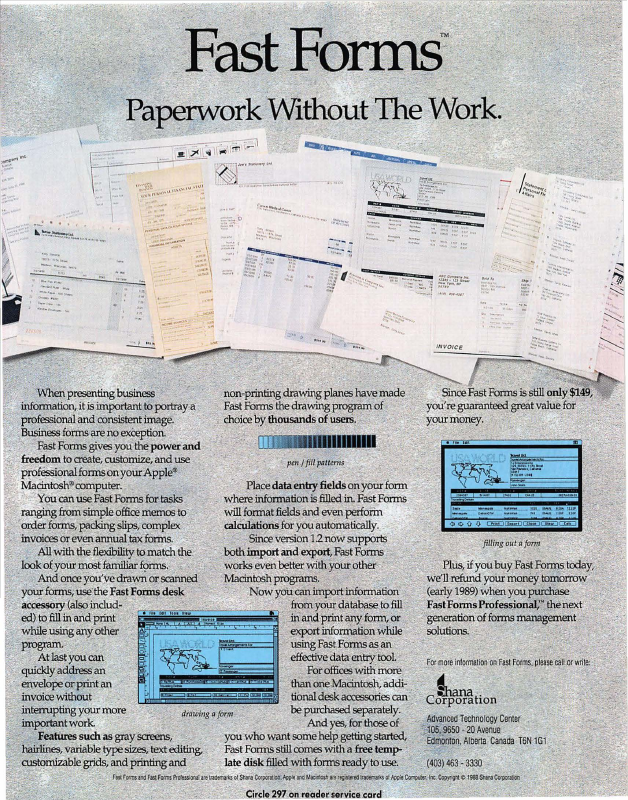 Fast Forms™
Paperwork Without The Work.
USA WORLD
INVOICE
When presenting business
information, it is important to portray a
professional and consistent image.
Business forms are no exception.
Fast Forms gives you the power and
freedom to create, customize, and use
professional forms on your Apple®
Macintosh® computer.
You can use Fast Forms for tasks
ranging from simple office memos to
order forms, packing slips, complex
invoices or even annual tax forms.
All with the flexibility to match the
look of your most familiar forms.
And once you've drawn or scanned
your forms, use the Fast Forms desk
accessory (also includ-
ed) to fill in and print
while using any other
program.
At last you can
quickly address an
envelope or print an
invoice without
interrupting your more
important work.
Features such as gray screens,
hairlines, variable type sizes, text editing,
customizable grids, and printing and
USA WORLD
drawing a form
non-printing drawing planes have made
Fast Forms the drawing program of
choice by thousands of users.
pen / fill patterns
Place data entry fields on your form
where information is filled in. Fast Forms
will format fields and even perform
calculations for you automatically.
Since version 1.2 now supports
both import and export, Fast Forms
works even better with your other
Macintosh programs.
Now you can import information
from your database to fill
in and print any form, or
export information while
using Fast Forms as an
effective data entry tool.
For offices with more
than one Macintosh, addi-
tional desk accessories can
be purchased separately.
And yes, for those of
you who want some help getting started,
Fast Forms still comes with a free temp-
late disk filled with forms ready to use.
Since Fast Forms is still only $149,
you're guaranteed great value for
your money.
USA WORLD
filling out a form
Plus, if you buy Fast Forms today,
we'll refund your money tomorrow
(early 1989) when you purchase
Fast Forms Professional,™ the next
generation of forms management
solutions.
For more information on Fast Forms, please call or write:
Shana
Corporation
Advanced Technology Center
105, 9650 - 20 Avenue
Edmonton, Alberta Canada T6N 1G1
(403) 463 - 3330
Fast Forms and Fast Forms Professional are trademarks of Shana Corporation. Apple and Macintosh are registered trademarks of Apple Computer, Inc. Copyright © 1988 Shana Corporation
Circle 297 on reader service card